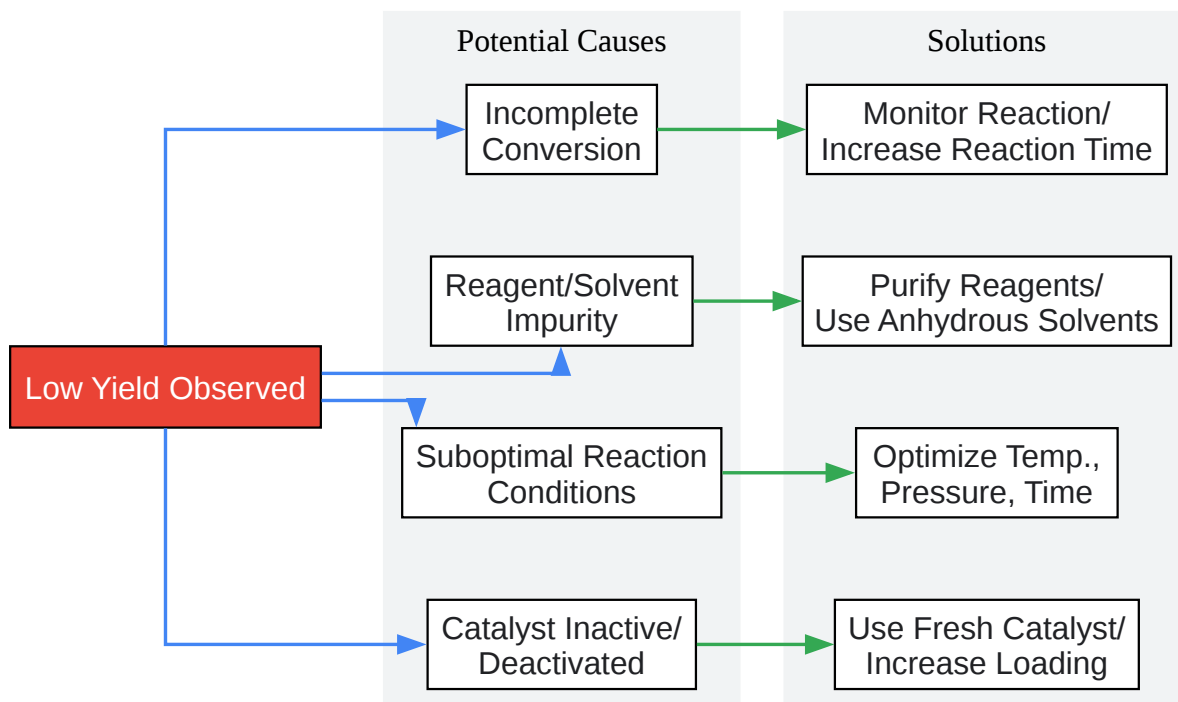 Potential Causes
Solutions
Incomplete
Conversion
Monitor Reaction/
Increase Reaction Time
Reagent/Solvent
Impurity
Purify Reagents/
Use Anhydrous Solvents
Low Yield Observed
Suboptimal Reaction
Conditions
Optimize Temp.,
Pressure, Time
Catalyst Inactive/
Deactivated
Use Fresh Catalyst/
Increase Loading